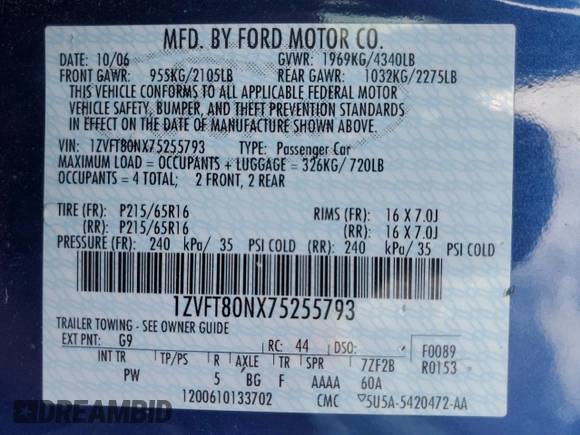 MFD. BY FORD MOTOR CO.
DATE: 10/06 GVWR: 1969KG/4340LB
FRONT GAWR: 955KG/2105LB REAR GAWR: 1032KG/2275LB
THIS VEHICLE CONFORMS TO ALL APPLICABLE FEDERAL MOTOR
VEHICLE SAFETY, BUMPER, AND THEFT PREVENTION STANDARDS
IN EFFECT ON THE DATE OF MANUFACTURE SHOWN ABOVE.
VIN: 1ZVFT80NX75255793 TYPE: Passenger Car
MAXIMUM LOAD = OCCUPANTS + LUGGAGE = 326KG/ 720LB
OCCUPANTS = 4 TOTAL; 2 FRONT, 2 REAR
TIRE (FR): P215/65R16 RIMS (FR): 16 X 7.0J
(RR): P215/65R16 (RR): 16 X 7.0J
PRESSURE (FR): 240 kPa/ 35 PSI COLD (RR): 240 kPa/ 35 PSI COLD
1ZVFT80NX75255793
TRAILER TOWING - SEE OWNER GUIDE
EXT PNT: G9 RC: 44 DSO: F0089
INT TR TP/PS R AXLE TR SPR 7ZF2B R0153
PW 5 BG F AAAA 60A
1200610133702 CMC 5U5A-5420472-AA
DREAMBID